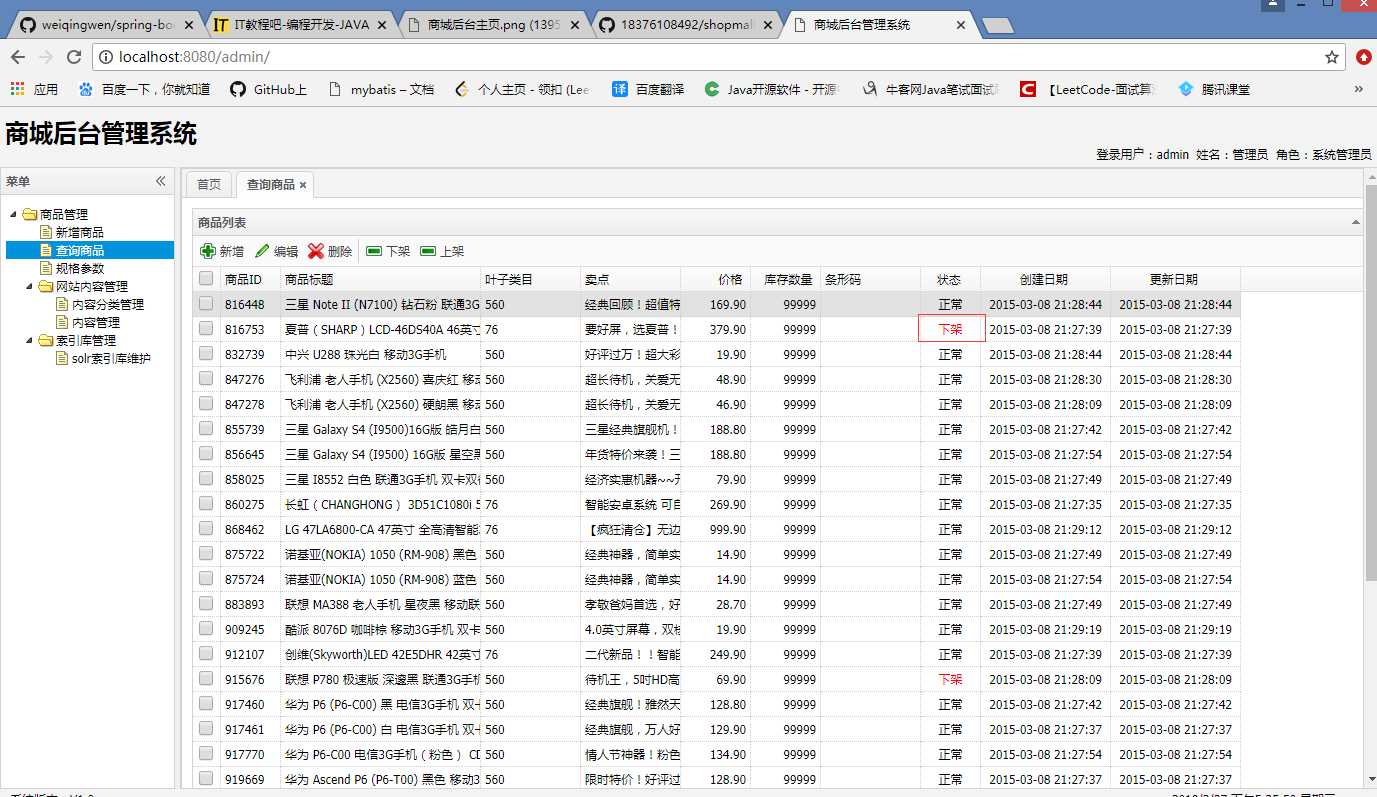 weiqingwen/spring-boo
IT教程吧-编程开发-JAVA
商城后台主页.png (1395
18376108492/shopmall
商城后台管理系统
localhost:8080/admin/
应用 百度一下，你就知道 GitHub上 mybatis – 文档 个人主页 - 领扣 (Lee 百度翻译 Java开源软件 - 开源 牛客网Java笔试面试 【LeetCode-面试算 腾讯课堂 »
商城后台管理系统
登录用户：admin 姓名：管理员 角色：系统管理员
菜单
商品管理
新增商品
查询商品
规格参数
网站内容管理
内容分类管理
内容管理
索引库管理
solr索引库维护
首页 查询商品
商品列表
新增 编辑 删除 下架 上架
商品ID 商品标题 叶子类目 卖点 价格 库存数量 条形码 状态 创建日期 更新日期
816448 三星 Note II (N7100) 钻石粉 联通3G 560 经典回顾！超值特 169.90 99999 正常 2015-03-08 21:28:44 2015-03-08 21:28:44
816753 夏普（SHARP）LCD-46DS40A 46英寸 76 要好屏，选夏普！ 379.90 99999 下架 2015-03-08 21:27:39 2015-03-08 21:27:39
832739 中兴 U288 珠光白 移动3G手机 560 好评过万！超大彩 19.90 99999 正常 2015-03-08 21:28:44 2015-03-08 21:28:44
847276 飞利浦 老人手机 (X2560) 喜庆红 移动 560 超长待机，关爱无 48.90 99999 正常 2015-03-08 21:28:30 2015-03-08 21:28:30
847278 飞利浦 老人手机 (X2560) 硬朗黑 移动 560 超长待机，关爱无 46.90 99999 正常 2015-03-08 21:28:09 2015-03-08 21:28:09
855739 三星 Galaxy S4 (I9500)16G版 皓月白 560 三星经典旗舰机！ 188.80 99999 正常 2015-03-08 21:27:42 2015-03-08 21:27:42
856645 三星 Galaxy S4 (I9500) 16G版 星空黑 560 年货特价来袭！三 188.80 99999 正常 2015-03-08 21:27:54 2015-03-08 21:27:54
858025 三星 I8552 白色 联通3G手机 双卡双待 560 经济实惠机器~~无 79.90 99999 正常 2015-03-08 21:27:49 2015-03-08 21:27:49
860275 长虹（CHANGHONG） 3D51C1080i 5 76 智能安卓系统 可自 269.90 99999 正常 2015-03-08 21:27:35 2015-03-08 21:27:35
868462 LG 47LA6800-CA 47英寸 全高清智能 76 【疯狂清仓】无边 999.90 99999 正常 2015-03-08 21:29:12 2015-03-08 21:29:12
875722 诺基亚(NOKIA) 1050 (RM-908) 黑色 560 经典神器，简单实 14.90 99999 正常 2015-03-08 21:27:49 2015-03-08 21:27:49
875724 诺基亚(NOKIA) 1050 (RM-908) 蓝色 560 经典神器，简单实 14.90 99999 正常 2015-03-08 21:27:54 2015-03-08 21:27:54
883893 联想 MA388 老人手机 星夜黑 移动联 560 孝敬爸妈首选，好 28.70 99999 正常 2015-03-08 21:27:49 2015-03-08 21:27:49
909245 酷派 8076D 咖啡棕 移动3G手机 双卡 560 4.0英寸屏幕，双核 19.90 99999 正常 2015-03-08 21:29:19 2015-03-08 21:29:19
912107 创维(Skyworth)LED 42E5DHR 42英寸 76 二代新品！！智能 249.90 99999 正常 2015-03-08 21:27:39 2015-03-08 21:27:39
915676 联想 P780 极速版 深邃黑 联通3G手机 560 待机王，5吋HD高 69.90 99999 下架 2015-03-08 21:28:09 2015-03-08 21:28:09
917460 华为 P6 (P6-C00) 黑 电信3G手机 双卡 560 经典旗舰！雅然天 128.80 99999 正常 2015-03-08 21:27:42 2015-03-08 21:27:42
917461 华为 P6 (P6-C00) 白 电信3G手机 双卡 560 经典旗舰，万人好 129.90 99999 正常 2015-03-08 21:27:37 2015-03-08 21:27:37
917770 华为 P6-C00 电信3G手机（粉色） CD 560 情人节神器！粉色 134.90 99999 正常 2015-03-08 21:27:54 2015-03-08 21:27:54
919669 华为 Ascend P6 (P6-T00) 黑色 移动3 560 限时特价！好评过 128.90 99999 正常 2015-03-08 21:27:37 2015-03-08 21:27:37